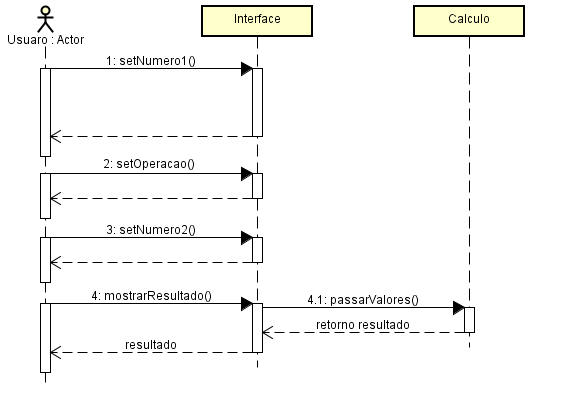 Interface
Calculo
Usuaro : Actor
1: setNumero1()
2: setOperacao()
3: setNumero2()
4: mostrarResultado()
4.1: passarValores()
retorno resultado
resultado